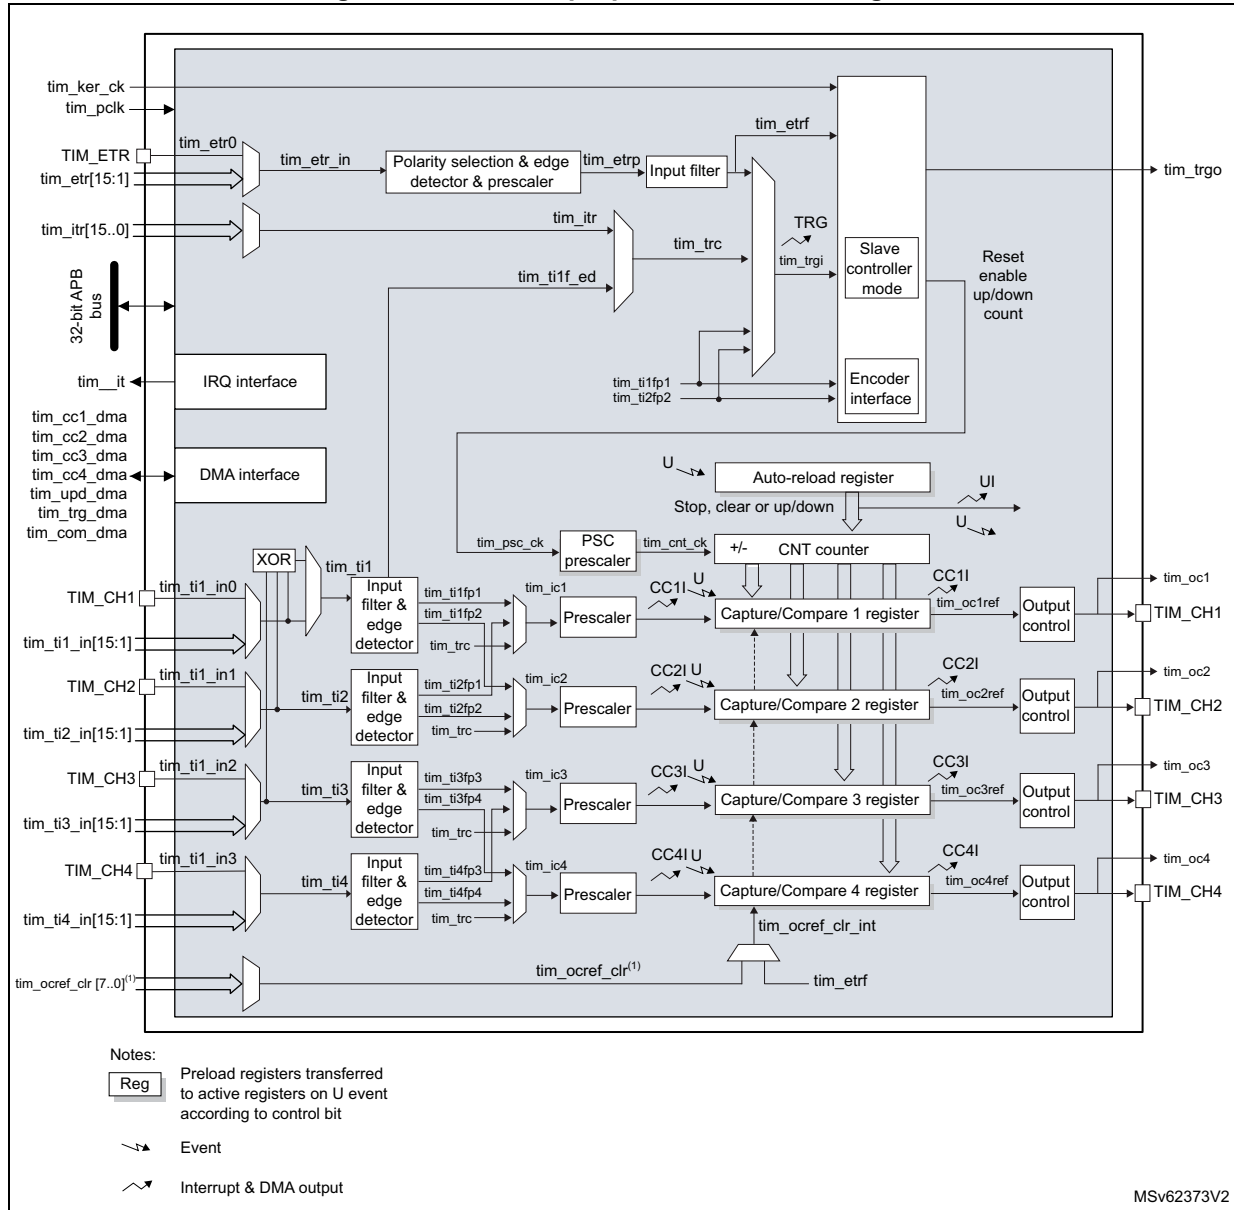 tim_ker_ck
tim_pclk
TIM_ETR
tim_etr0
tim_etr[15:1]
tim_etr_in
Polarity selection & edge
detector & prescaler
tim_etrp
Input filter
tim_etrf
tim_trgo
tim_itr[15..0]
tim_itr
tim_ti1f_ed
tim_trc
TRG
tim_trgi
Slave
controller
mode
Reset
enable
up/down
count
32-bit APB
bus
tim__it
IRQ interface
tim_ti1fp1
tim_ti2fp2
Encoder
interface
tim_cc1_dma
tim_cc2_dma
tim_cc3_dma
tim_cc4_dma
tim_upd_dma
tim_trg_dma
tim_com_dma
DMA interface
U
Auto-reload register
Stop, clear or up/down
UI
U
tim_psc_ck
PSC
prescaler
tim_cnt_ck
+/-
CNT counter
XOR
tim_ti1
TIM_CH1
tim_ti1_in0
tim_ti1_in[15:1]
Input
filter &
edge
detector
tim_ti1fp1
tim_ti1fp2
tim_trc
tim_ic1
Prescaler
CC1I
U
Capture/Compare 1 register
CC1I
tim_oc1ref
Output
control
tim_oc1
TIM_CH1
TIM_CH2
tim_ti1_in1
tim_ti2_in[15:1]
tim_ti2
Input
filter &
edge
detector
tim_ti2fp1
tim_ti2fp2
tim_trc
tim_ic2
Prescaler
CC2I
U
Capture/Compare 2 register
CC2I
tim_oc2ref
Output
control
tim_oc2
TIM_CH2
TIM_CH3
tim_ti1_in2
tim_ti3_in[15:1]
tim_ti3
Input
filter &
edge
detector
tim_ti3fp3
tim_ti3fp4
tim_trc
tim_ic3
Prescaler
CC3I
U
Capture/Compare 3 register
CC3I
tim_oc3ref
Output
control
tim_oc3
TIM_CH3
TIM_CH4
tim_ti1_in3
tim_ti4_in[15:1]
tim_ti4
Input
filter &
edge
detector
tim_ti4fp3
tim_ti4fp4
tim_trc
tim_ic4
Prescaler
CC4I
U
Capture/Compare 4 register
CC4I
tim_oc4ref
Output
control
tim_oc4
TIM_CH4
tim_ocref_clr_int
tim_ocref_clr [7..0](1)
tim_ocref_clr(1)
tim_etrf
Notes:
Reg
Preload registers transferred
to active registers on U event
according to control bit
Event
Interrupt & DMA output
MSv62373V2